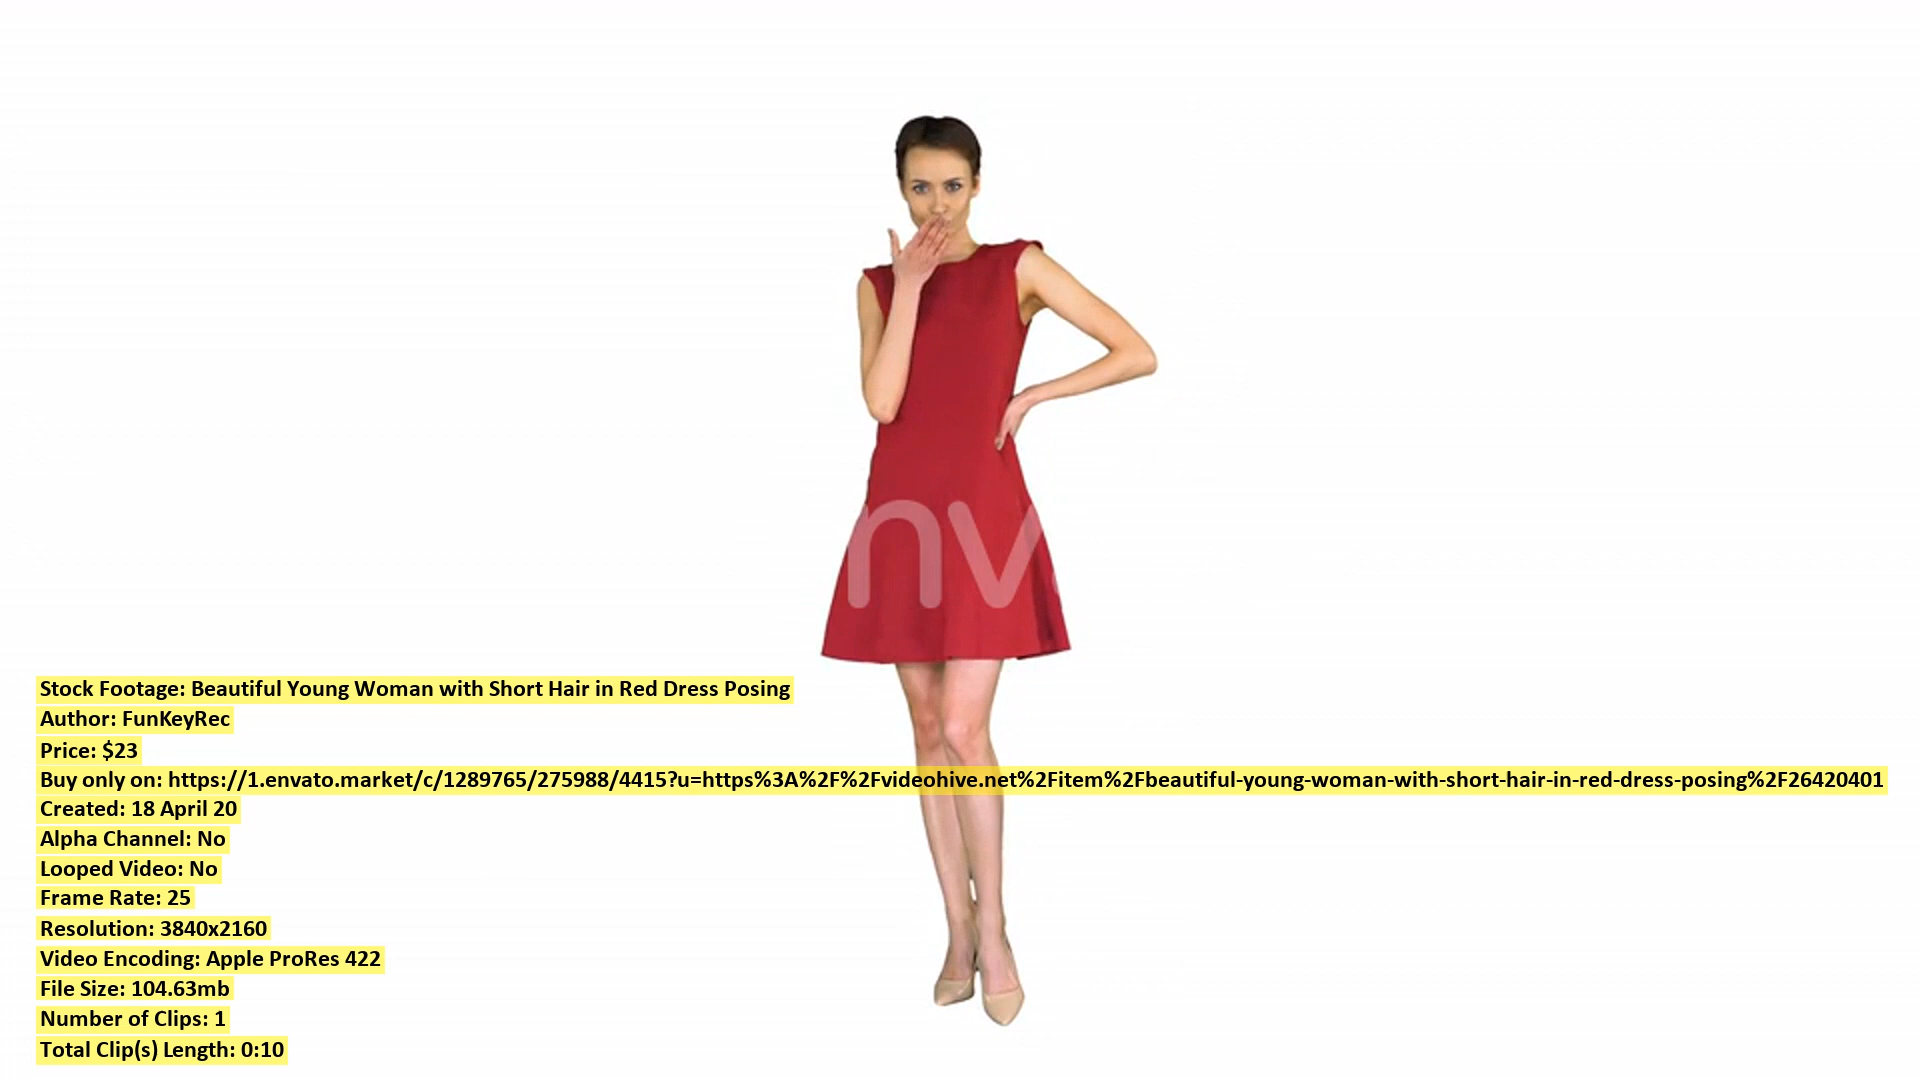 nv
Stock Footage: Beautiful Young Woman with Short Hair in Red Dress Posing
Author: FunKeyRec
Price: $23
Buy only on: https://1.envato.market/c/1289765/275988/4415?u=https%3A%2F%2Fvideohive.net%2Fitem%2Fbeautiful-young-woman-with-short-hair-in-red-dress-posing%2F26420401
Created: 18 April 20
Alpha Channel: No
Looped Video: No
Frame Rate: 25
Resolution: 3840x2160
Video Encoding: Apple ProRes 422
File Size: 104.63mb
Number of Clips: 1
Total Clip(s) Length: 0:10